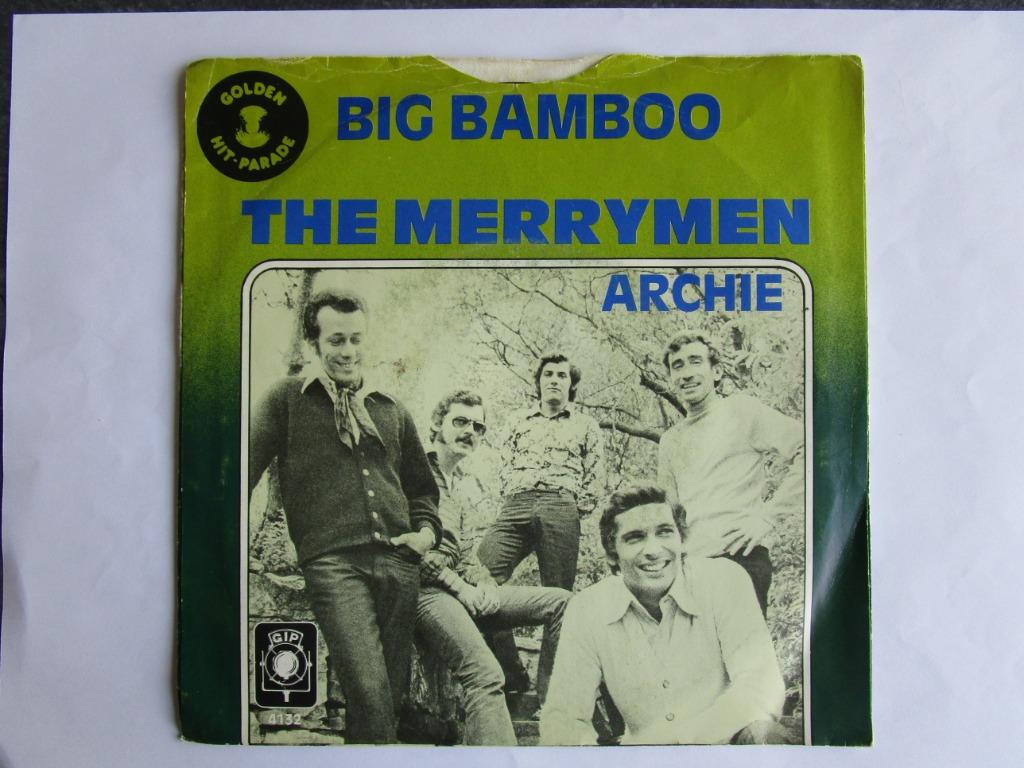 GOLDEN
HIT-PARADE
BIG BAMBOO
THE MERRYMEN
ARCHIE
GIP
4132